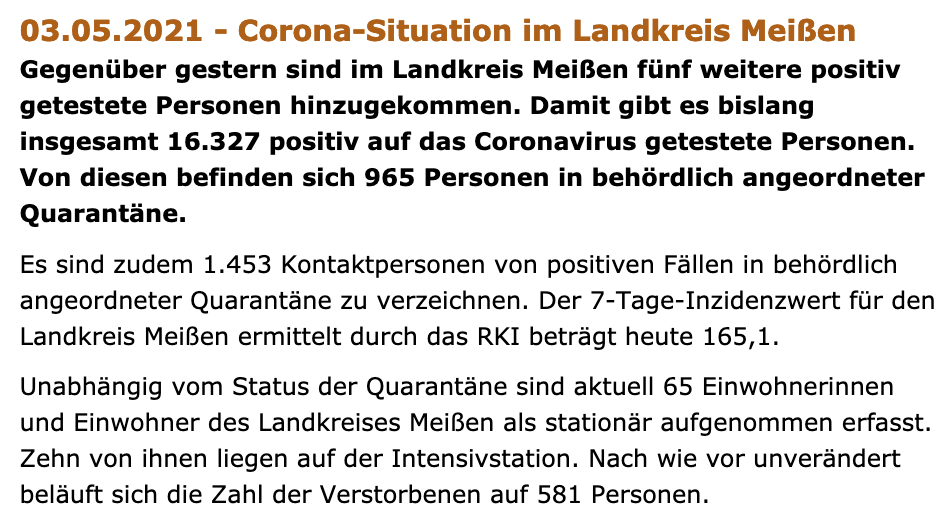 03.05.2021 - Corona-Situation im Landkreis Meißen
Gegenüber gestern sind im Landkreis Meißen fünf weitere positiv
getestete Personen hinzugekommen. Damit gibt es bislang
insgesamt 16.327 positiv auf das Coronavirus getestete Personen.
Von diesen befinden sich 965 Personen in behördlich angeordneter
Quarantäne.
Es sind zudem 1.453 Kontaktpersonen von positiven Fällen in behördlich
angeordneter Quarantäne zu verzeichnen. Der 7-Tage-Inzidenzwert für den
Landkreis Meißen ermittelt durch das RKI beträgt heute 165,1.
Unabhängig vom Status der Quarantäne sind aktuell 65 Einwohnerinnen
und Einwohner des Landkreises Meißen als stationär aufgenommen erfasst.
Zehn von ihnen liegen auf der Intensivstation. Nach wie vor unverändert
beläuft sich die Zahl der Verstorbenen auf 581 Personen.